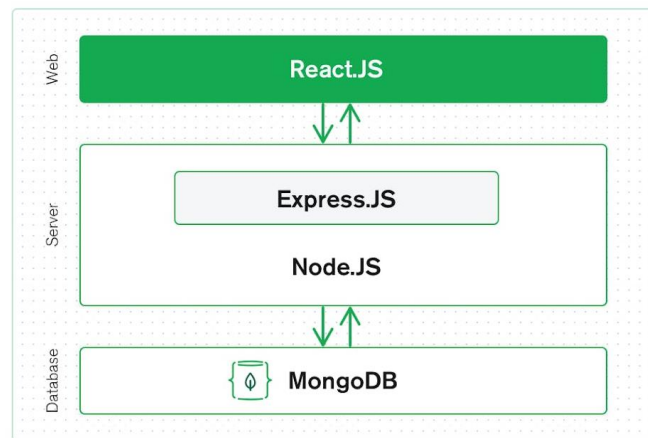 Web
React.JS
Server
Express.JS
Node.JS
Database
MongoDB